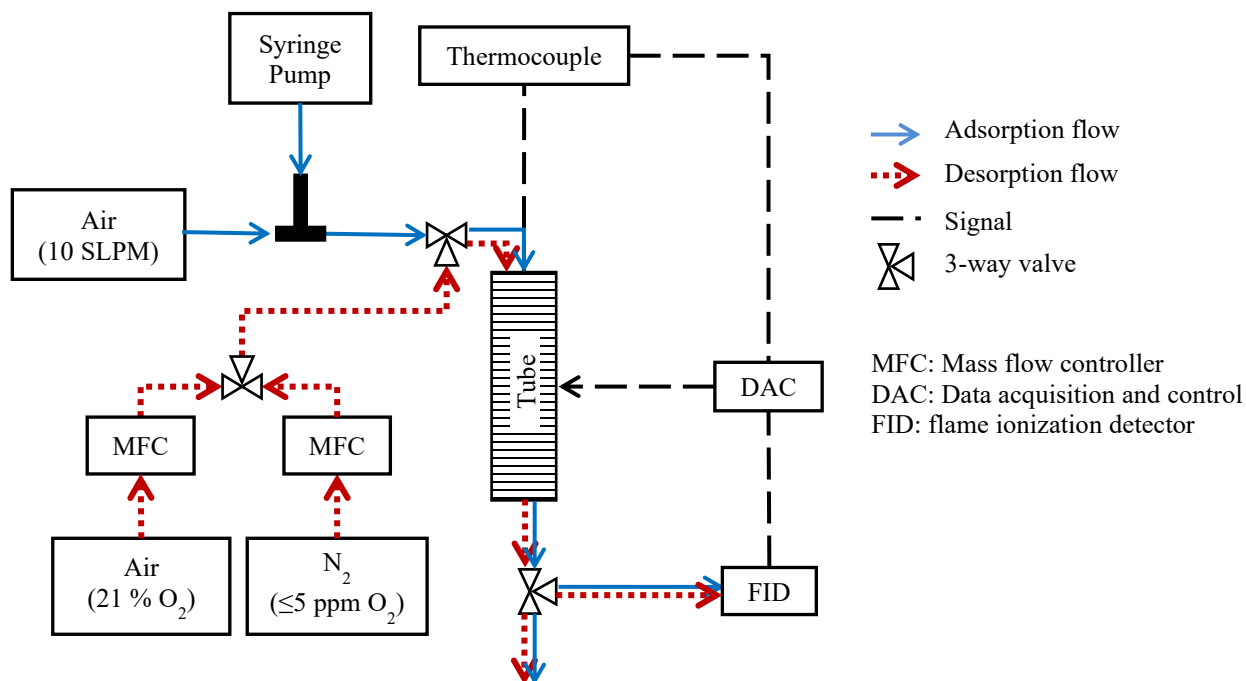 Syringe
Pump
Thermocouple
Air
(10 SLPM)
Adsorption flow
Desorption flow
Signal
3-way valve
Tube
DAC
MFC: Mass flow controller
DAC: Data acquisition and control
FID: flame ionization detector
MFC
MFC
Air
(21 % O₂)
N₂
(≤5 ppm O₂)
FID